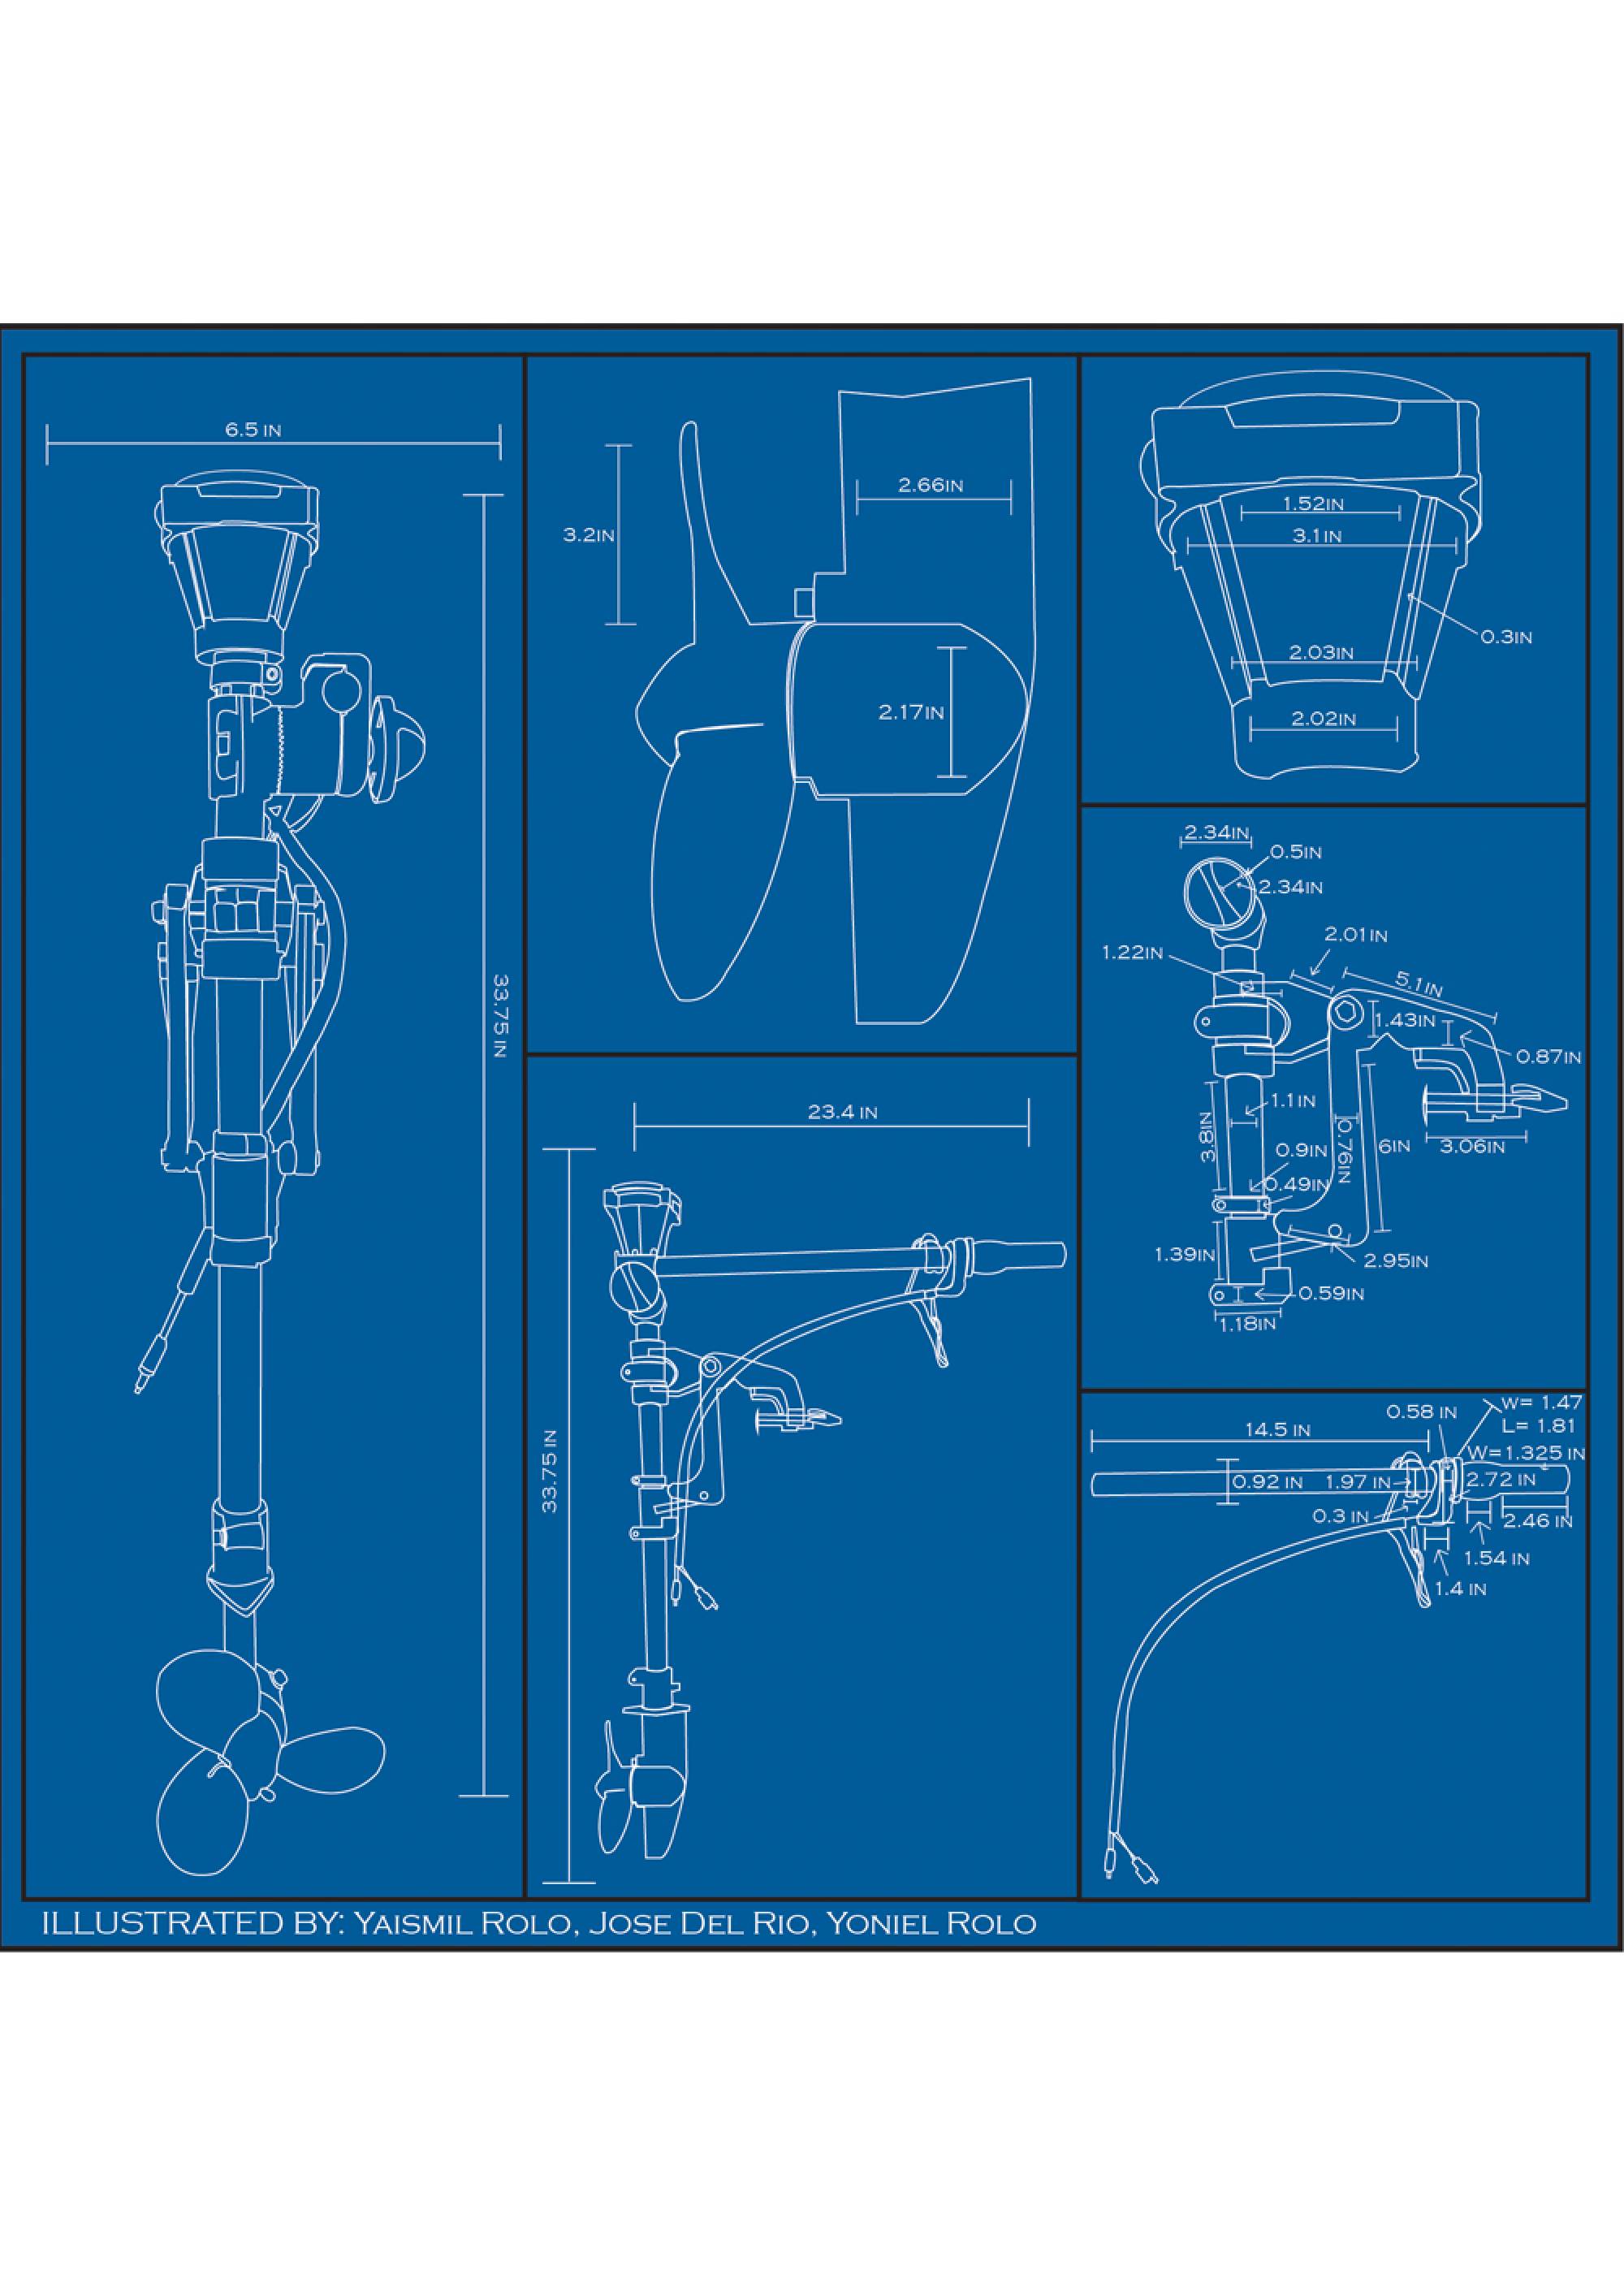 6.5 IN
33.75 IN
3.2IN
2.66IN
2.17IN
23.4 IN
33.75 IN
1.52IN
3.1IN
0.3IN
2.03IN
2.02IN
2.34IN
0.5IN
2.34IN
2.01IN
1.22IN
5.1IN
1.43IN
0.87IN
1.1IN
3.8IN
0.76IN
6IN
3.06IN
0.9IN
0.49IN
1.39IN
2.95IN
0.59IN
1.18IN
W= 1.47
L= 1.81
0.58 IN
14.5 IN
W=1.325 IN
0.92 IN
1.97 IN
2.72 IN
0.3 IN
2.46 IN
1.54 IN
1.4 IN
ILLUSTRATED BY: YAISMIL ROLO, JOSE DEL RIO, YONIEL ROLO